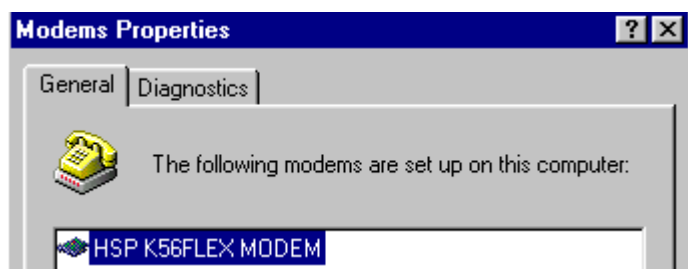 Modems Properties
General
Diagnostics
The following modems are set up on this computer:
HSP K56FLEX MODEM